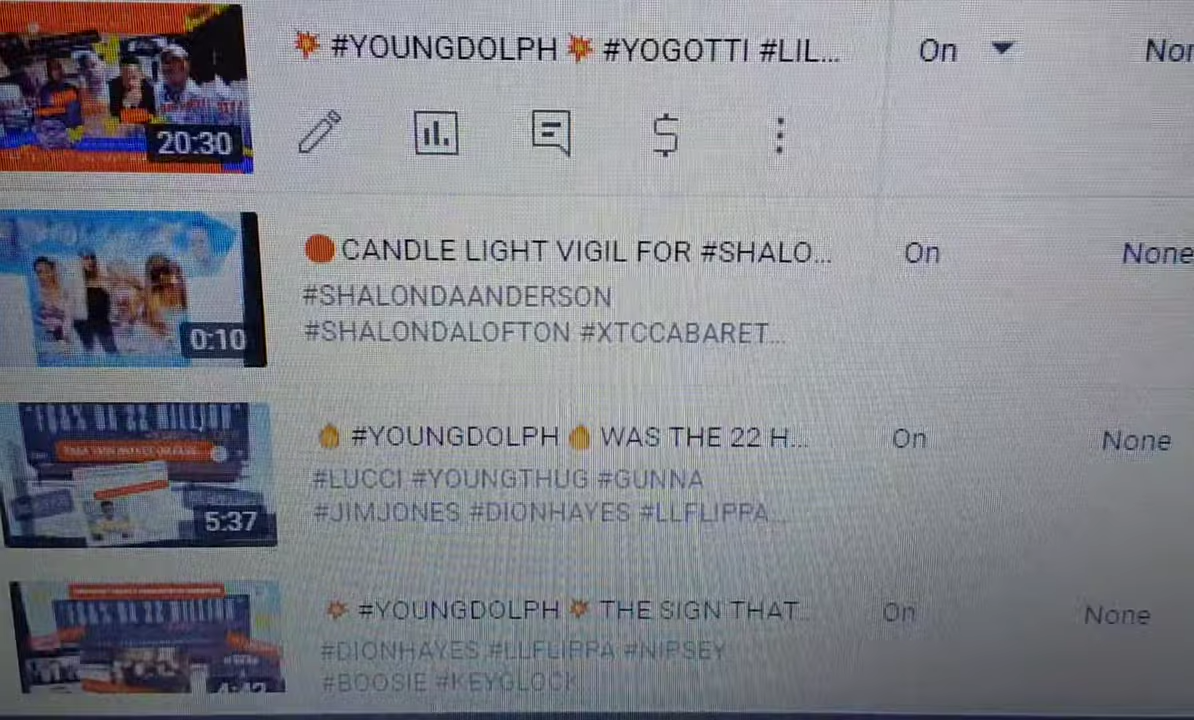 💥 #YOUNGDOLPH 💥 #YOGOTTI #LIL...
On
20:30
🔴CANDLE LIGHT VIGIL FOR #SHALO...
On
None
#SHALONDAANDERSON
#SHALONDALOFTON #XTCCABARET...
0:10
🔥 #YOUNGDOLPH 🔥 WAS THE 22 H...
On
None
#LUCCI #YOUNGTHUG #GUNNA
#JIMJONES #DIONHAYES #LLFLIPPA...
5:37
💥 #YOUNGDOLPH 💥 THE SIGN THAT...
On
None
#DIONHAYES #LLFLIPPA #NIPSEY
#BOOSIE #KEYGLOCK